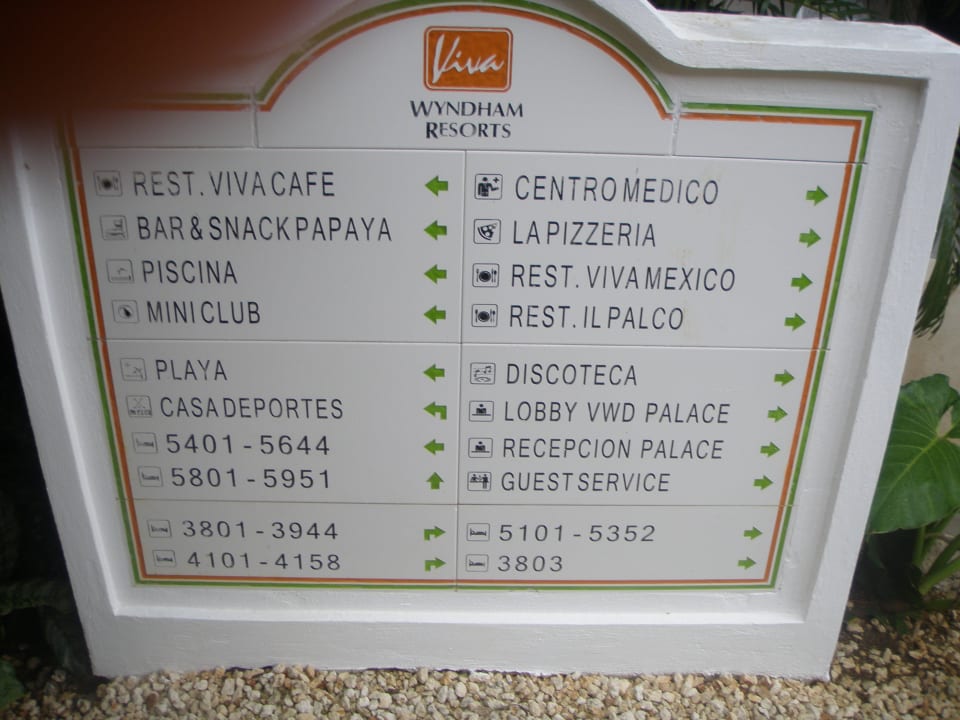 Viva
WYNDHAM
RESORTS
REST. VIVA CAFE
BAR & SNACK PAPAYA
PISCINA
MINI CLUB
PLAYA
CASA DEPORTES
5401 - 5644
5801 - 5951
3801 - 3944
4101 - 4158
CENTRO MEDICO
LA PIZZERIA
REST. VIVA MEXICO
REST. IL PALCO
DISCOTECA
LOBBY VWD PALACE
RECEPCION PALACE
GUEST SERVICE
5101 - 5352
3803